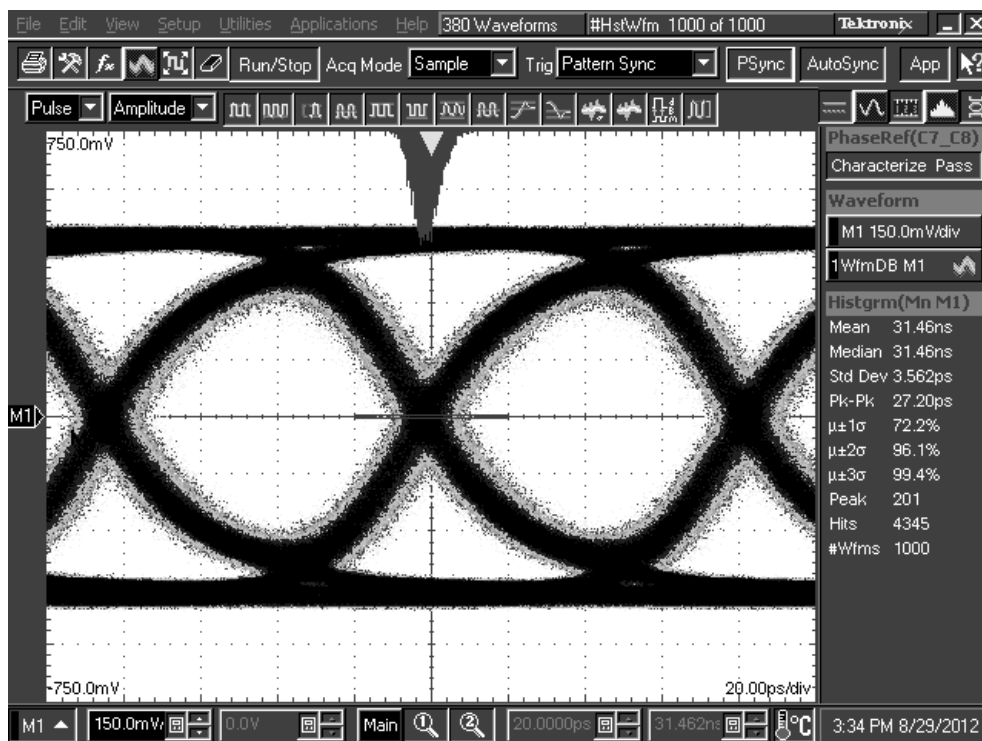 File Edit View Setup Utilities Applications Help 380 Waveforms #HstWfm 1000 of 1000 Tektronix
Run/Stop Acq Mode Sample Trig Pattern Sync PSync AutoSync App
Pulse Amplitude
750.0mV
PhaseRef(C7_C8)
Characterize Pass
Waveform
M1 150.0mV/div
1WfmDB M1
Histgrm(Mn M1)
Mean 31.46ns
Median 31.46ns
Std Dev 3.562ps
Pk-Pk 27.20ps
µ±1σ 72.2%
M1
µ±2σ 96.1%
µ±3σ 99.4%
Peak 201
Hits 4345
#Wfms 1000
-750.0mV 20.00ps/div
M1 150.0mV/ 0.0V Main 1 2 20.0000ps 31.462ns °C 3:34 PM 8/29/2012